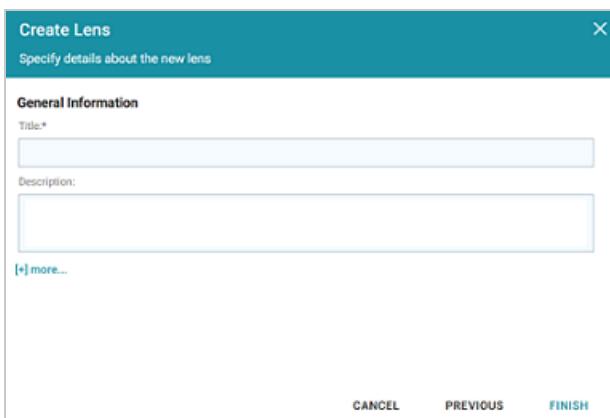 Create Lens
Specify details about the new lens
General Information
Title:*
Description:
[+] more...
CANCEL PREVIOUS FINISH